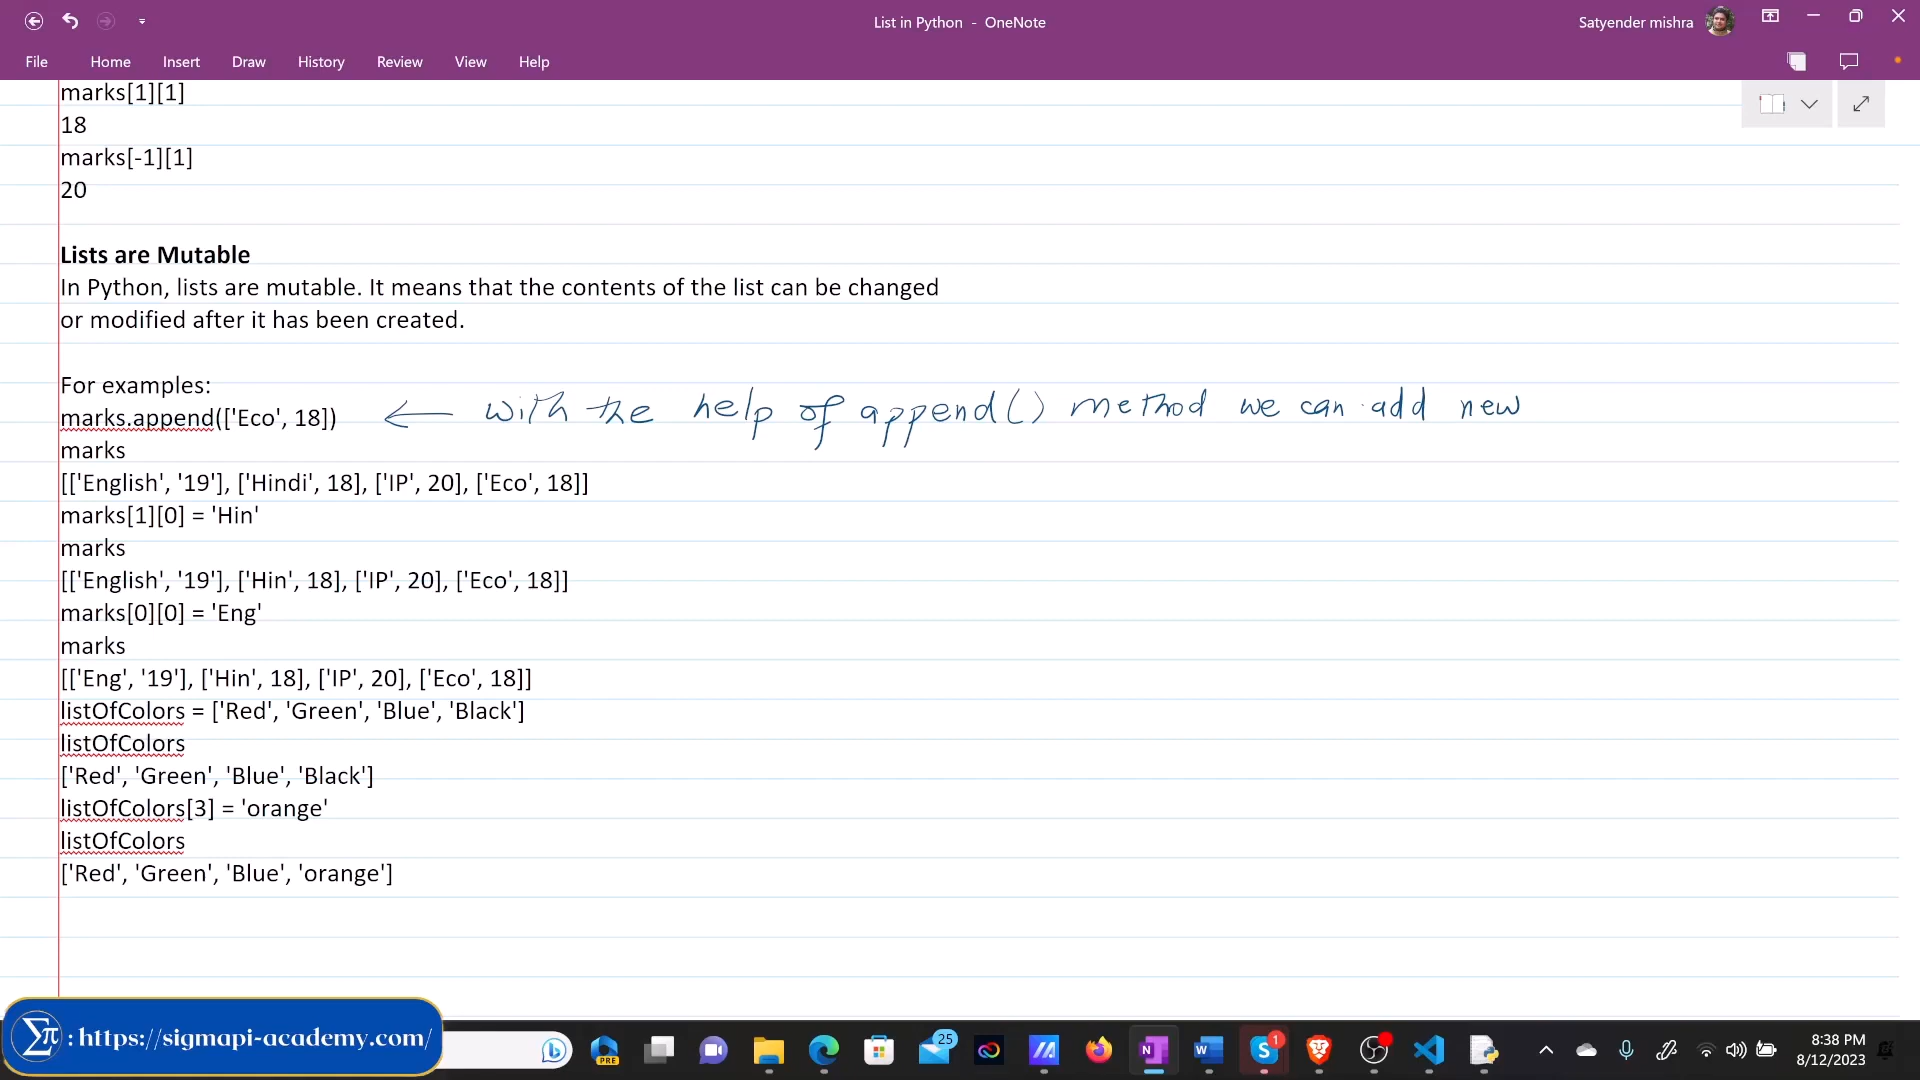 List in Python - OneNote
Satyender mishra
File Home Insert Draw History Review View Help
marks[1][1]
18
marks[-1][1]
20
Lists are Mutable
In Python, lists are mutable. It means that the contents of the list can be changed
or modified after it has been created.
For examples:
marks.append(['Eco', 18]) ← with the help of append() method we can add new
marks
[['English', '19'], ['Hindi', 18], ['IP', 20], ['Eco', 18]]
marks[1][0] = 'Hin'
marks
[['English', '19'], ['Hin', 18], ['IP', 20], ['Eco', 18]]
marks[0][0] = 'Eng'
marks
[['Eng', '19'], ['Hin', 18], ['IP', 20], ['Eco', 18]]
listOfColors = ['Red', 'Green', 'Blue', 'Black']
listOfColors
['Red', 'Green', 'Blue', 'Black']
listOfColors[3] = 'orange'
listOfColors
['Red', 'Green', 'Blue', 'orange']
Σπ : https://sigmapi-academy.com/
PRE
25
N
W
S 1
8:38 PM
8/12/2023